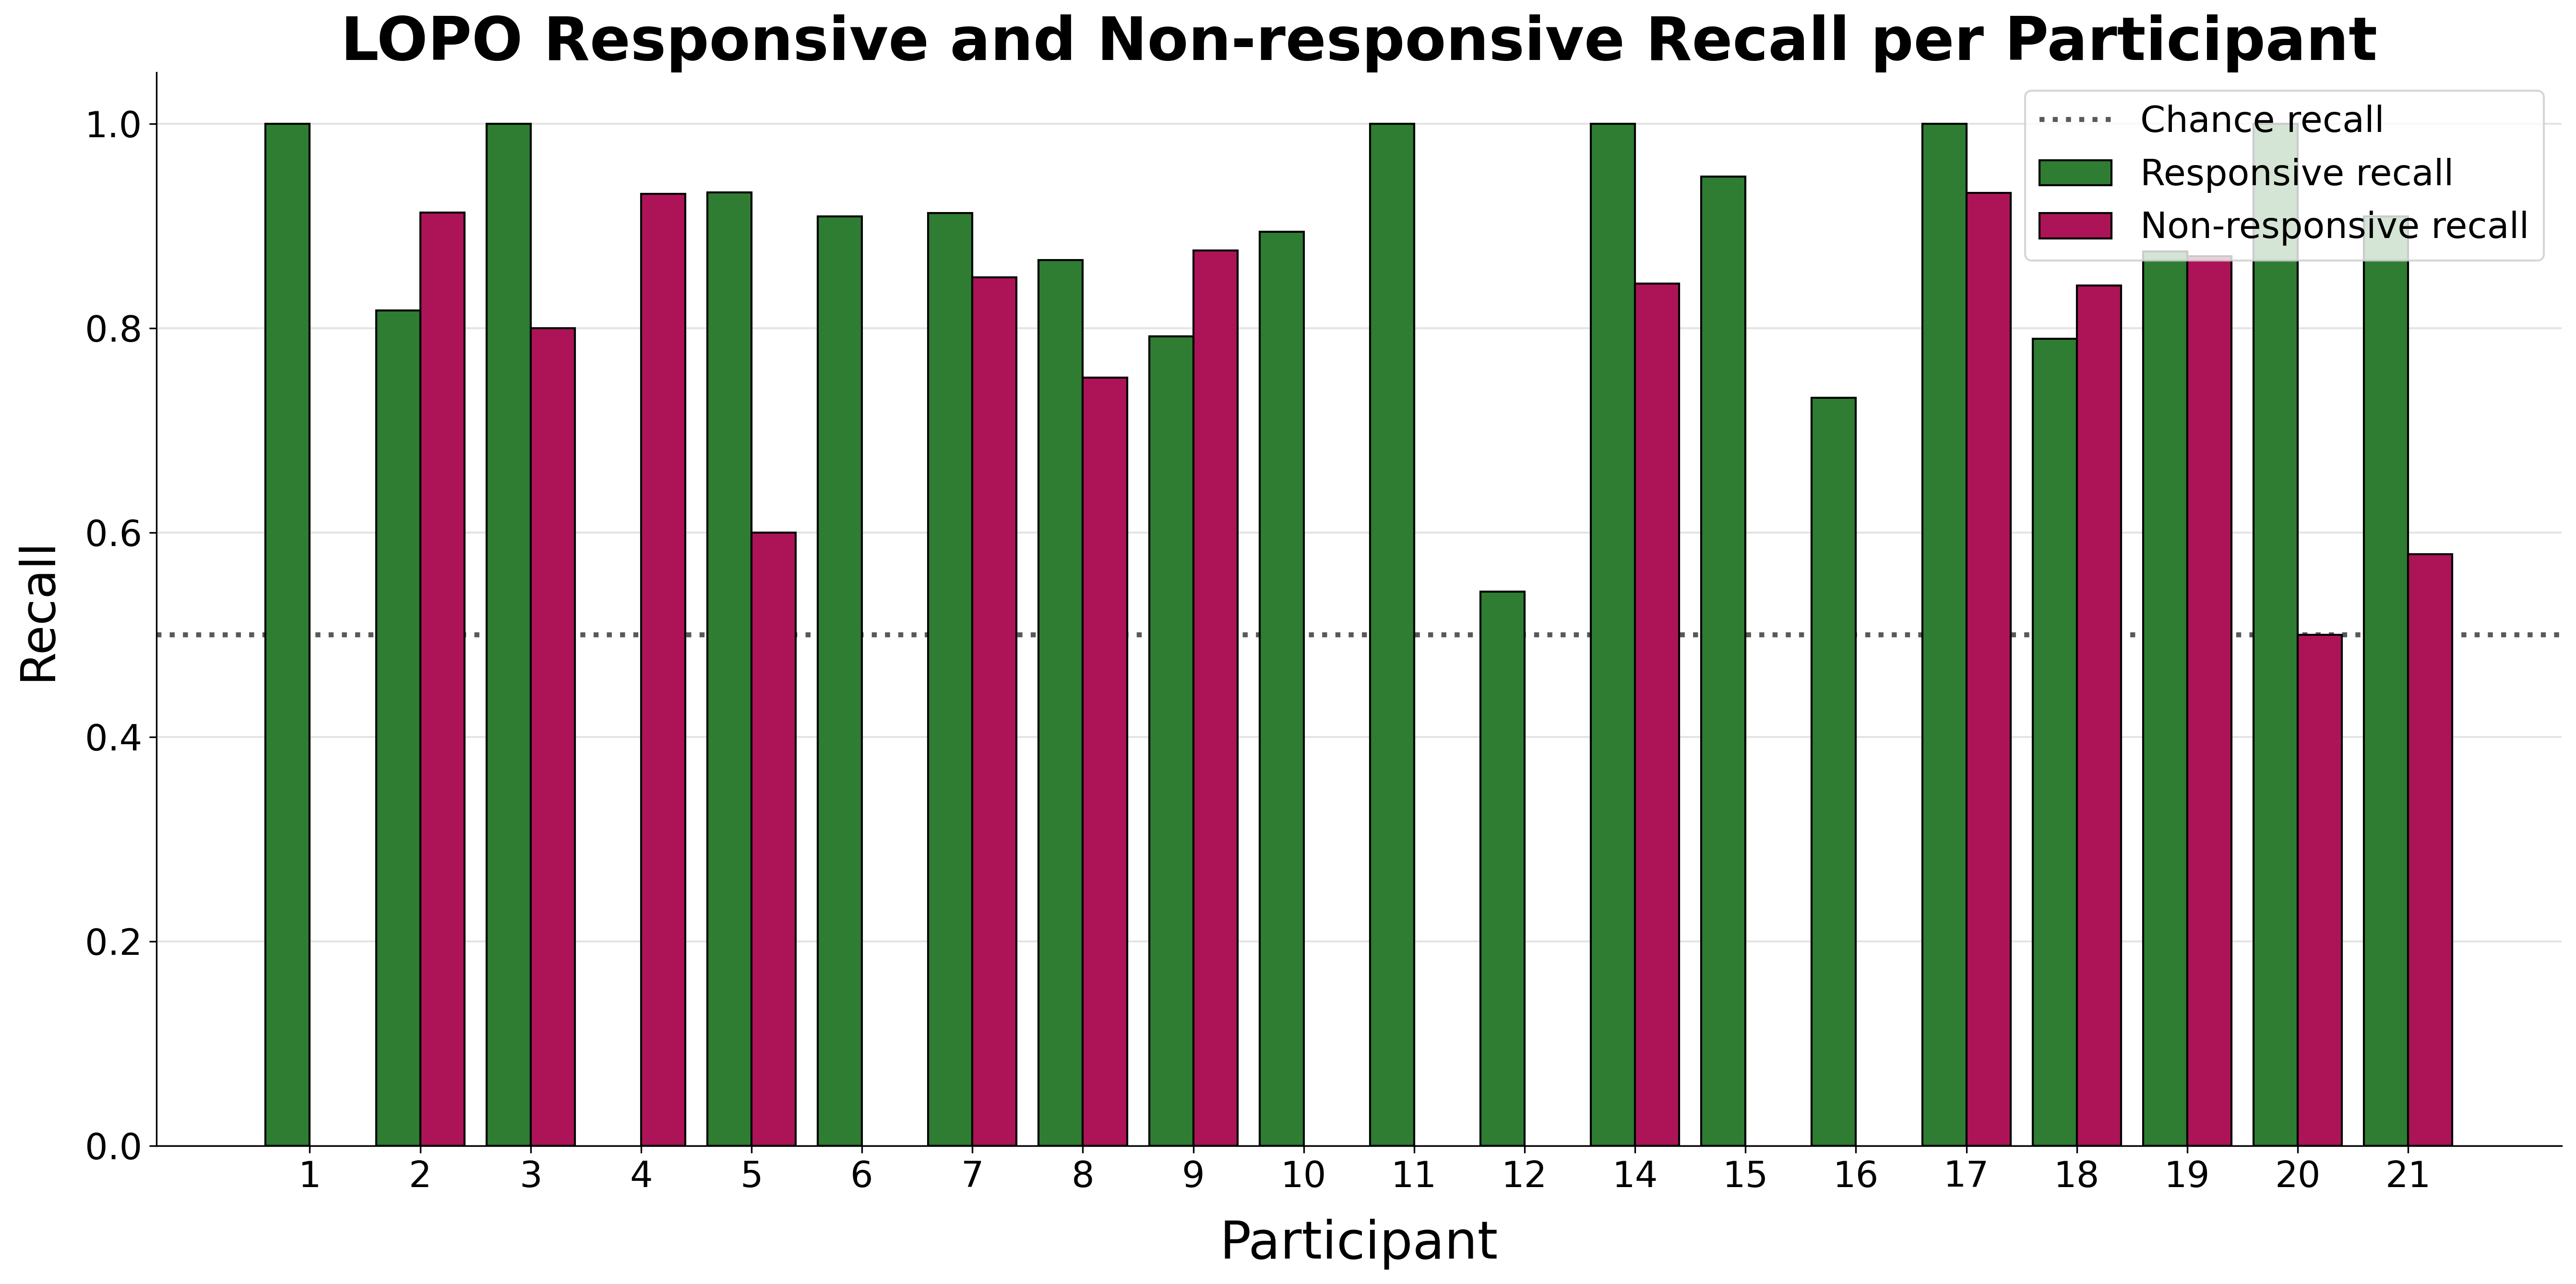 LOPO Responsive and Non-responsive Recall per Participant
Chance recall
Responsive recall
Non-responsive recall
Recall
1.0
0.8
0.6
0.4
0.2
0.0
1 2 3 4 5 6 7 8 9 10 11 12 14 15 16 17 18 19 20 21
Participant